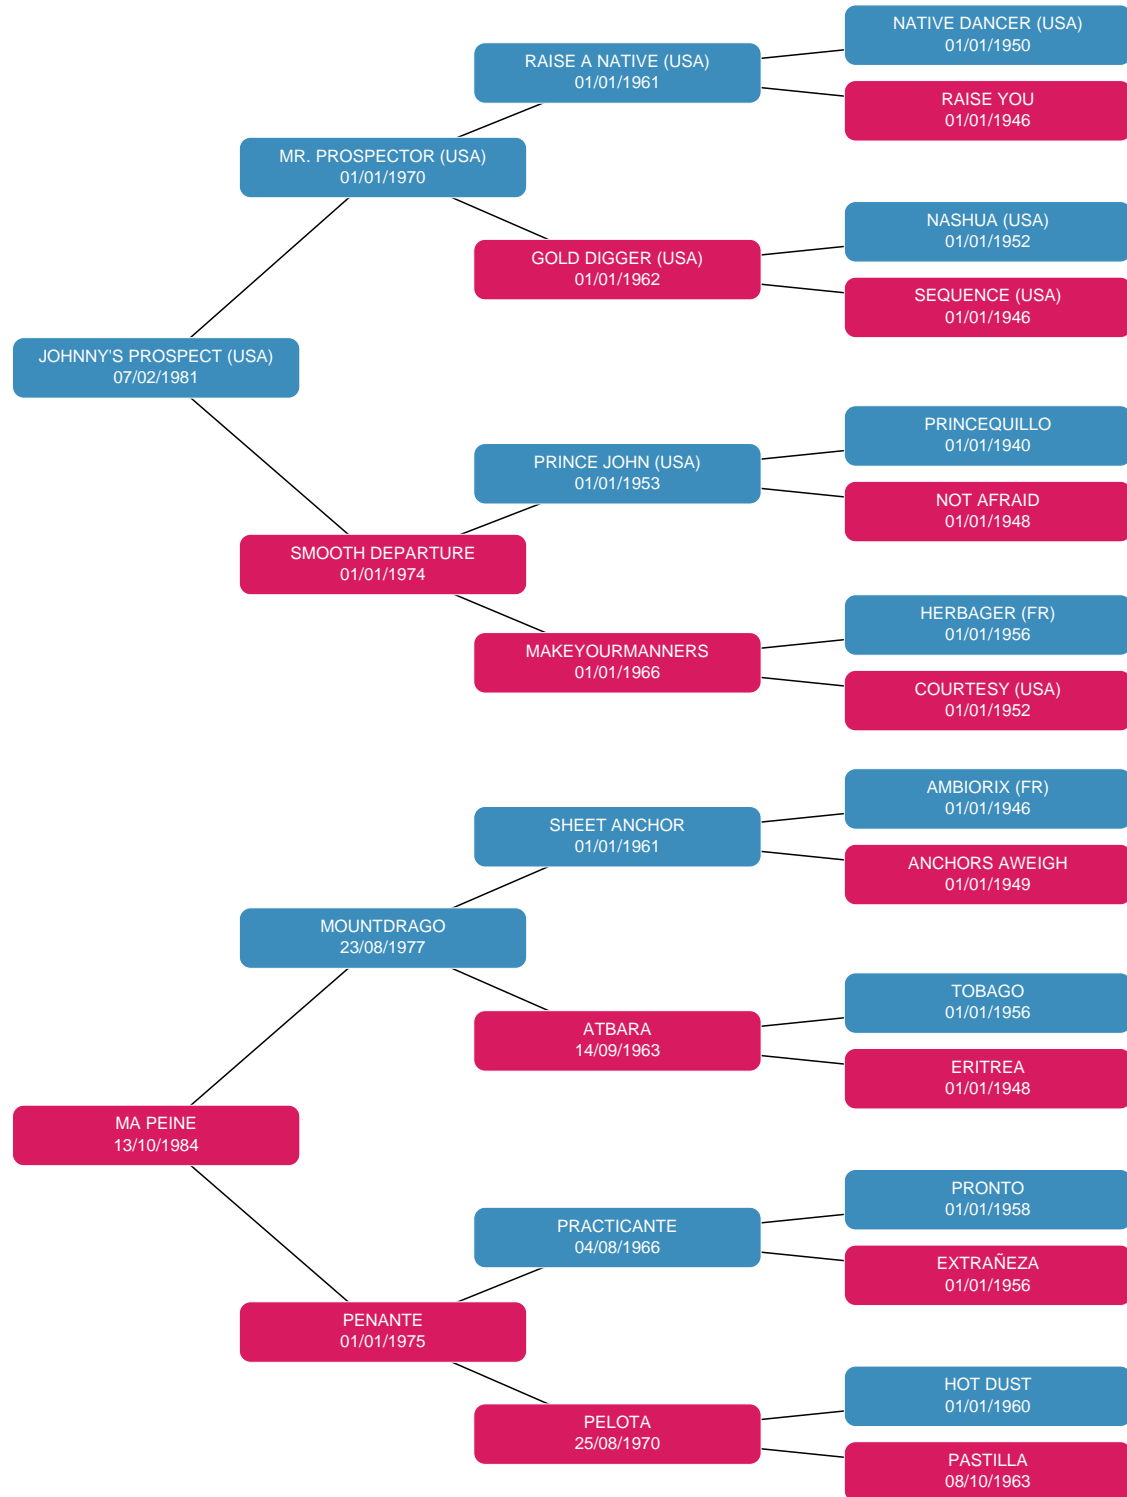 NATIVE DANCER (USA)
01/01/1950
RAISE A NATIVE (USA)
01/01/1961
RAISE YOU
01/01/1946
MR. PROSPECTOR (USA)
01/01/1970
NASHUA (USA)
01/01/1952
GOLD DIGGER (USA)
01/01/1962
SEQUENCE (USA)
01/01/1946
JOHNNY'S PROSPECT (USA)
07/02/1981
PRINCEQUILLO
01/01/1940
PRINCE JOHN (USA)
01/01/1953
NOT AFRAID
01/01/1948
SMOOTH DEPARTURE
01/01/1974
HERBAGER (FR)
01/01/1956
MAKEYOURMANNERS
01/01/1966
COURTESY (USA)
01/01/1952
AMBIORIX (FR)
01/01/1946
SHEET ANCHOR
01/01/1961
ANCHORS AWEIGH
01/01/1949
MOUNTDRAGO
23/08/1977
TOBAGO
01/01/1956
ATBARA
14/09/1963
ERITREA
01/01/1948
MA PEINE
13/10/1984
PRONTO
01/01/1958
PRACTICANTE
04/08/1966
EXTRAÑEZA
01/01/1956
PENANTE
01/01/1975
HOT DUST
01/01/1960
PELOTA
25/08/1970
PASTILLA
08/10/1963